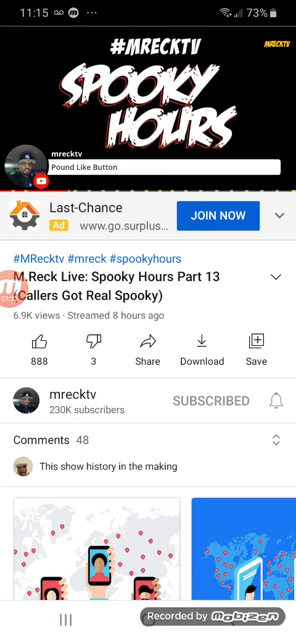 11:15
73%
#MRECKTV
MRECKTV
SPOOKY
HOURS
mrecktv
Pound Like Button
Last-Chance
Ad www.go.surplus...
JOIN NOW
#MRecktv #mreck #spookyhours
M.Reck Live: Spooky Hours Part 13
(Callers Got Real Spooky)
6.9K views · Streamed 8 hours ago
888
3
Share
Download
Save
mrecktv
230K subscribers
SUBSCRIBED
Comments 48
This show history in the making
Recorded by Mobizen